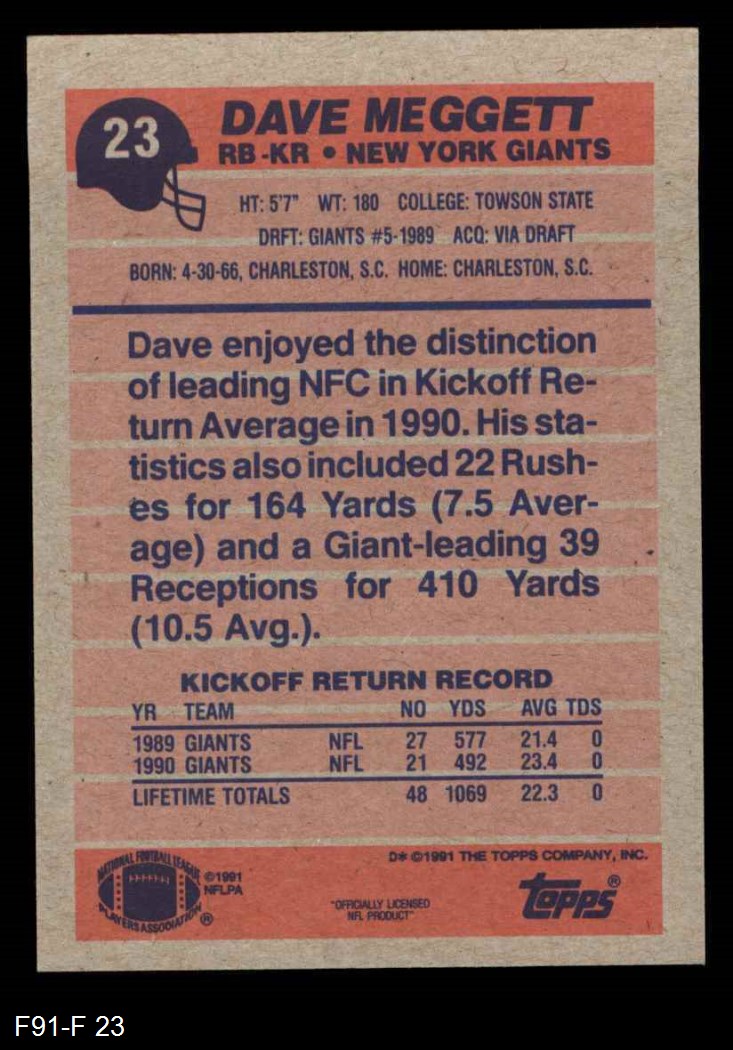 23
DAVE MEGGETT
RB-KR • NEW YORK GIANTS
HT: 5'7" WT: 180 COLLEGE: TOWSON STATE
DRFT: GIANTS #5-1989 ACQ: VIA DRAFT
BORN: 4-30-66, CHARLESTON, S.C. HOME: CHARLESTON, S.C.
Dave enjoyed the distinction
of leading NFC in Kickoff Re-
turn Average in 1990. His sta-
tistics also included 22 Rush-
es for 164 Yards (7.5 Aver-
age) and a Giant-leading 39
Receptions for 410 Yards
(10.5 Avg.).
KICKOFF RETURN RECORD
YR TEAM NO YDS AVG TDS
1989 GIANTS NFL 27 577 21.4 0
1990 GIANTS NFL 21 492 23.4 0
LIFETIME TOTALS 48 1069 22.3 0
NATIONAL FOOTBALL LEAGUE
PLAYERS ASSOCIATION ®
©1991
NFLPA
"OFFICIALLY LICENSED
NFL PRODUCT"
D* ©1991 THE TOPPS COMPANY, INC.
topps®
F91-F 23